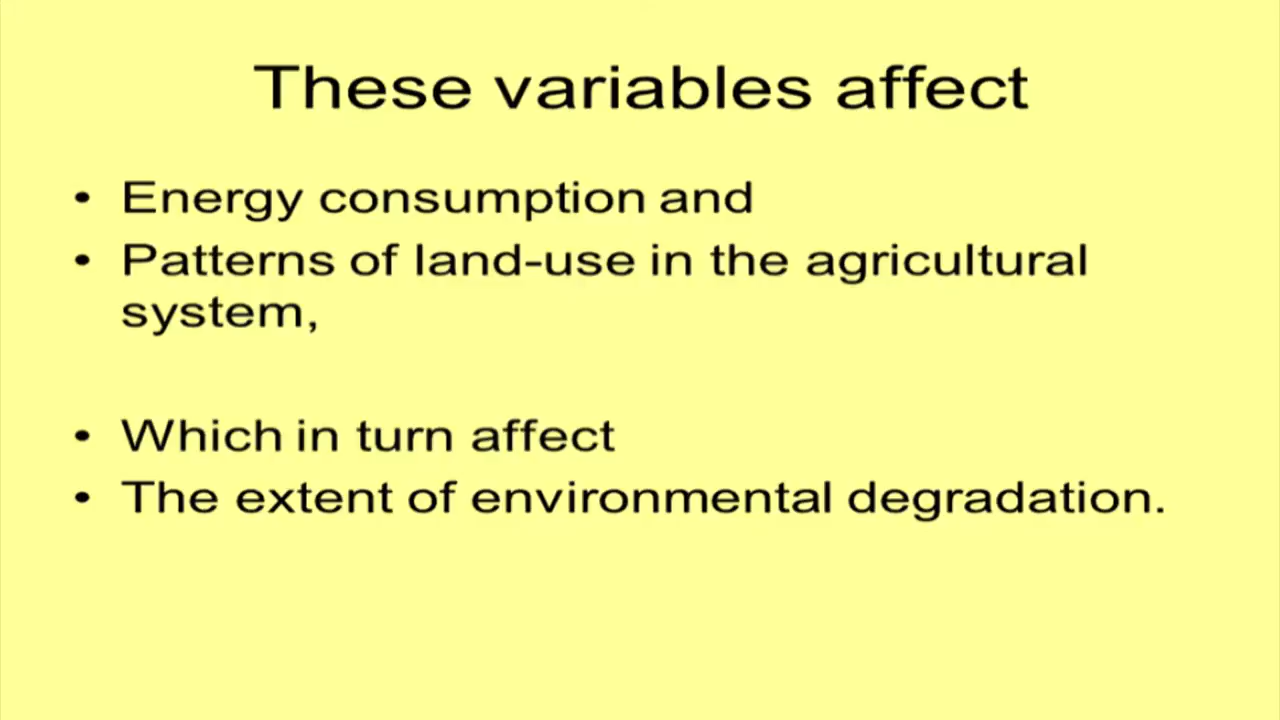 These variables affect
• Energy consumption and
• Patterns of land-use in the agricultural
system,
• Which in turn affect
• The extent of environmental degradation.